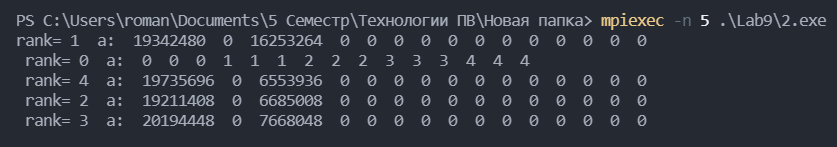 PS C:\Users\roman\Documents\5 Семестр\Технологии ПВ\Новая папка> mpiexec -n 5 .\Lab9\2.exe
rank= 1 a: 19342480 0 16253264 0 0 0 0 0 0 0 0 0 0 0 0
rank= 0 a: 0 0 0 1 1 1 2 2 2 3 3 3 4 4 4
rank= 4 a: 19735696 0 6553936 0 0 0 0 0 0 0 0 0 0 0 0
rank= 2 a: 19211408 0 6685008 0 0 0 0 0 0 0 0 0 0 0 0
rank= 3 a: 20194448 0 7668048 0 0 0 0 0 0 0 0 0 0 0 0